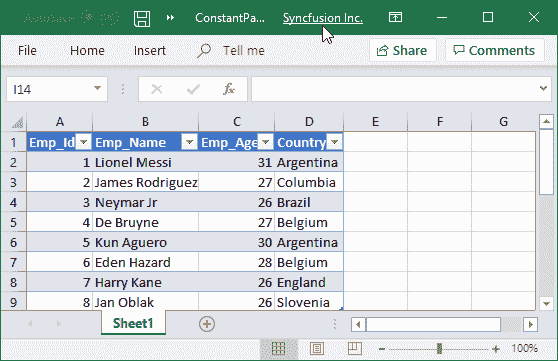 AutoSave Off ConstantPa... Syncfusion Inc.
File Home Insert Tell me Share Comments
I14 fx
A B C D E F G
1 Emp_Id Emp_Name Emp_Age Country
2 1 Lionel Messi 31 Argentina
3 2 James Rodriguez 27 Columbia
4 3 Neymar Jr 26 Brazil
5 4 De Bruyne 27 Belgium
6 5 Kun Aguero 30 Argentina
7 6 Eden Hazard 28 Belgium
8 7 Harry Kane 26 England
9 8 Jan Oblak 26 Slovenia
Sheet1
100%